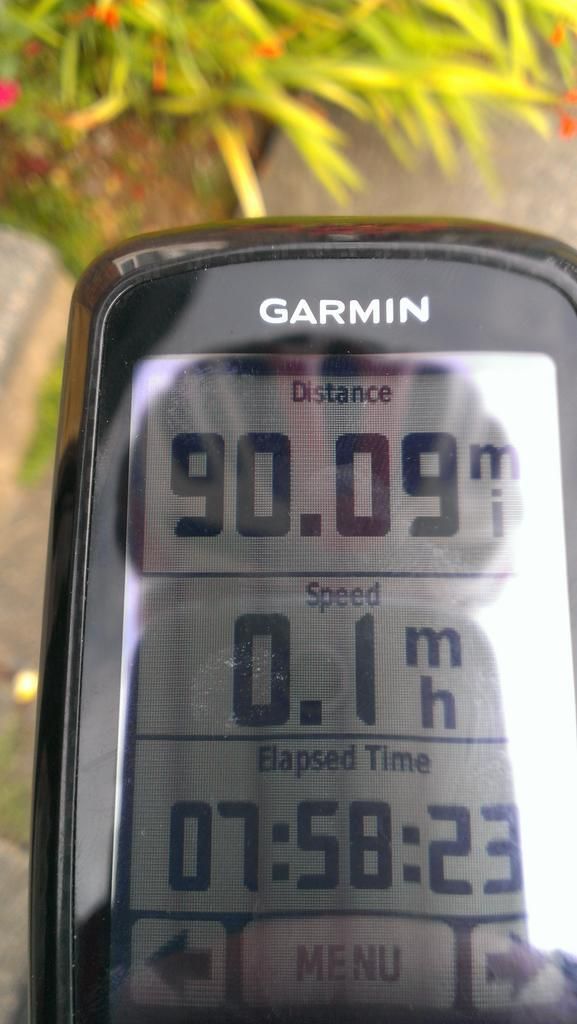 GARMIN
Distance
90.09 mi
Speed
0.1 mh
Elapsed Time
07:58:23
MENU